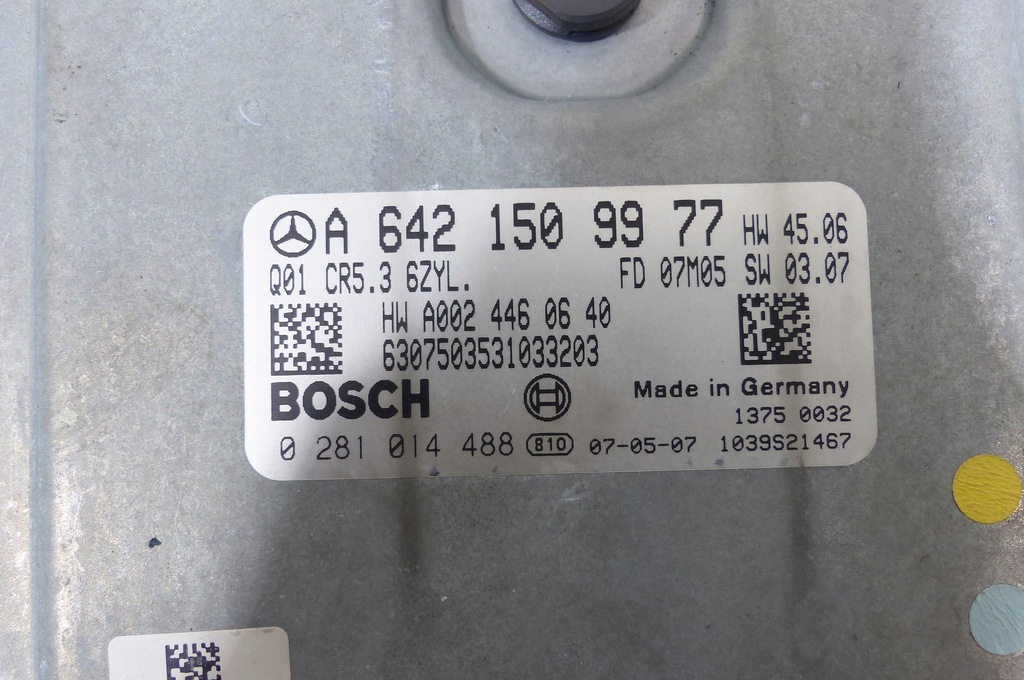 A 642 150 99 77 HW 45.06
Q01 CR5.3 6ZYL. FD 07M05 SW 03.07
HW A002 446 06 40
6307503531033203
BOSCH
Made in Germany
1375 0032
0 281 014 488 810 07-05-07 1039S21467